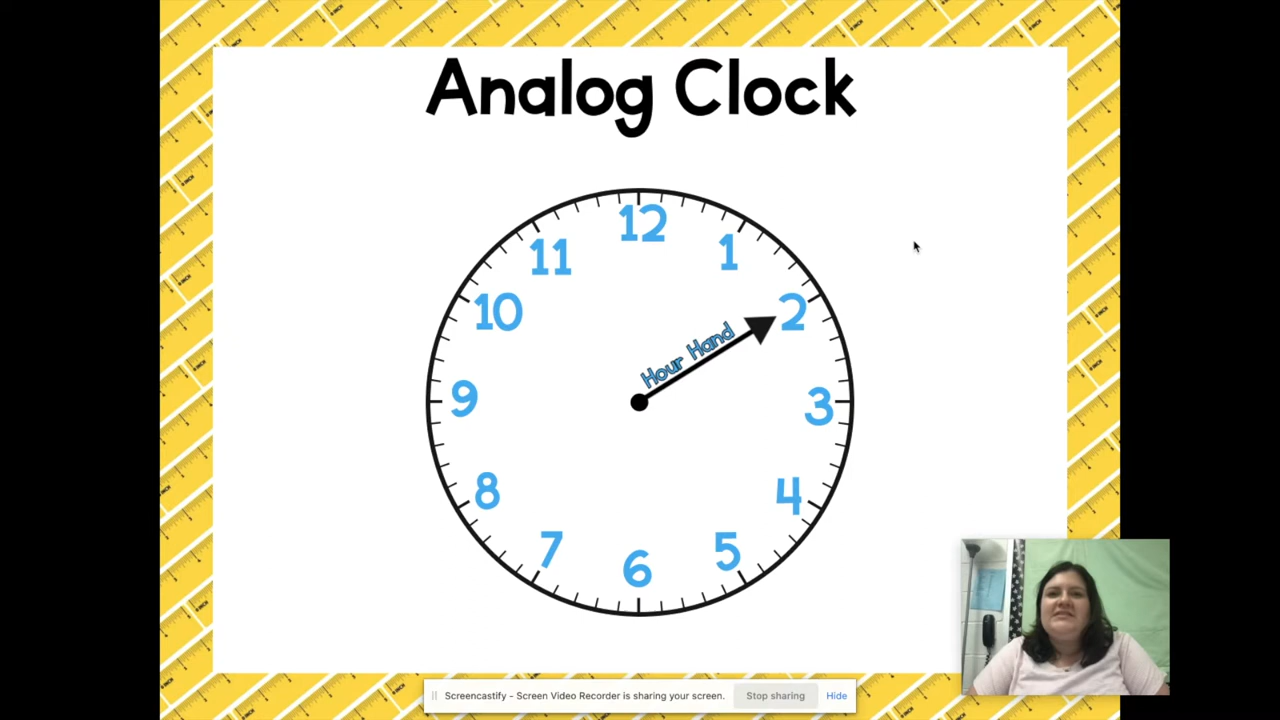 Analog Clock
12
11
1
10
2
Hour Hand
9
3
8
4
7
5
6
Screencastify - Screen Video Recorder is sharing your screen.
Stop sharing
Hide